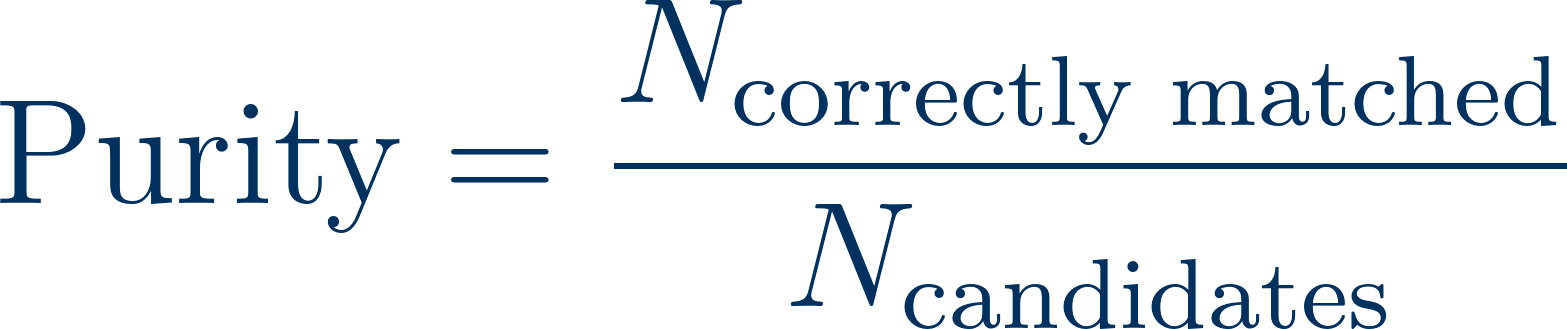 Purity = N_correctly matched / N_candidates